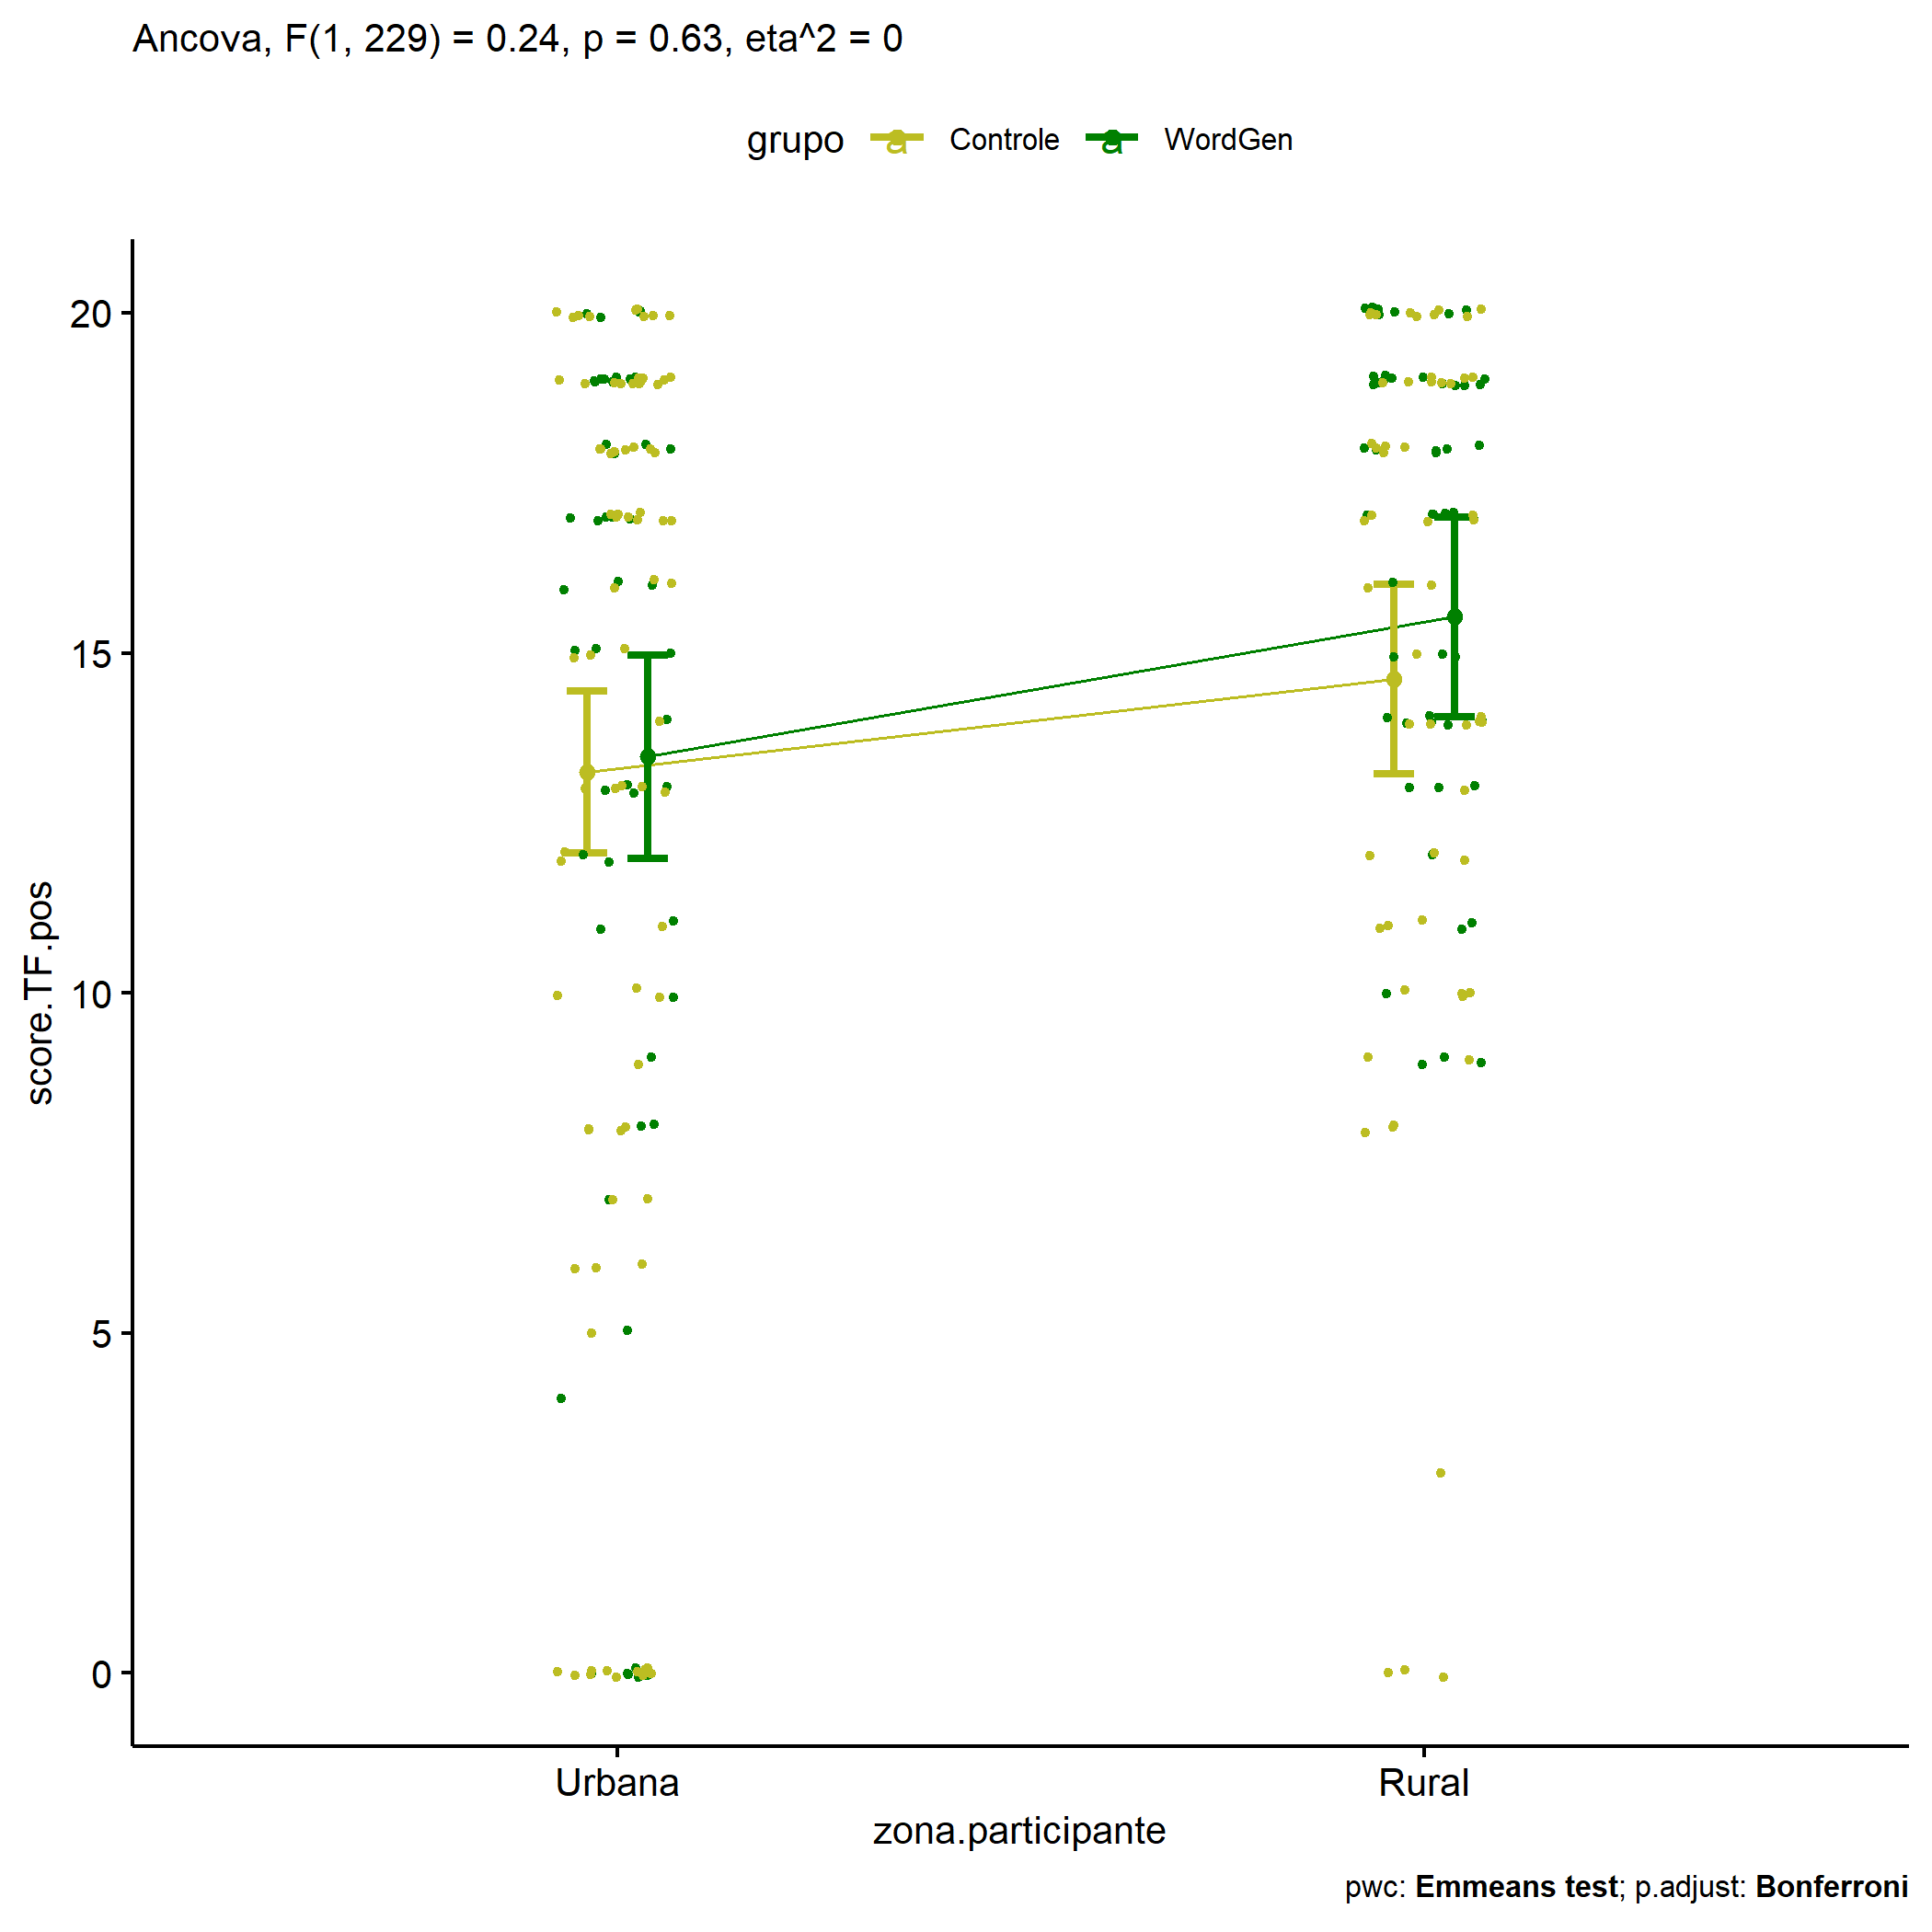 Ancova, F(1, 229) = 0.24, p = 0.63, eta^2 = 0
grupo a Controle a WordGen
20
15
10
5
0
score.TF.pos
Urbana Rural
zona.participante
pwc: Emmeans test; p.adjust: Bonferroni